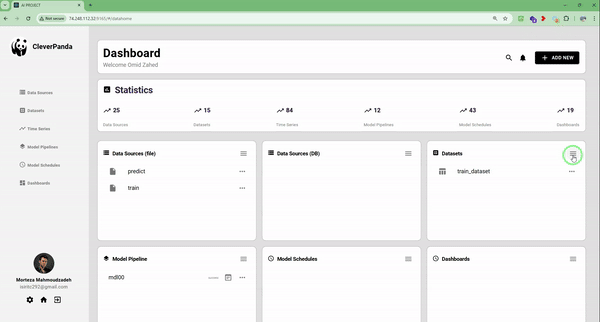 AI PROJECT
Not secure
74.248.112.32:9161/#/datahome
CleverPanda
Data Sources
Datasets
Time Series
Model Pipelines
Model Schedules
Dashboards
Morteza Mahmoudzadeh
isintc292@gmail.com
Dashboard
Welcome Omid Zahed
ADD NEW
Statistics
25
15
84
12
43
19
Data Sources
Datasets
Time Series
Model Pipelines
Model Schedules
Dashboards
Data Sources (file)
predict
train
Data Sources (DB)
Datasets
train_dataset
Model Pipeline
mdl00
Model Schedules
Dashboards